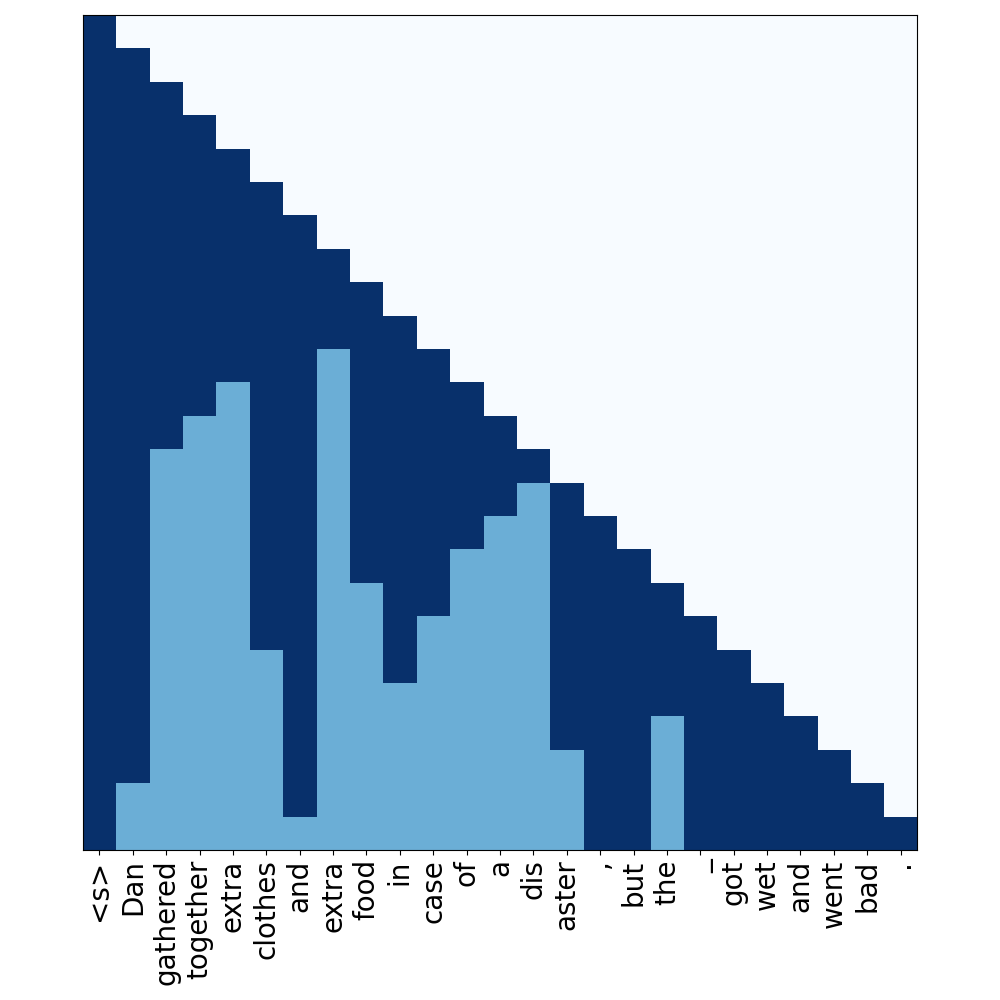 <s> Dan gathered together extra clothes and extra food in case of a dis aster , but the _ got wet and went bad .